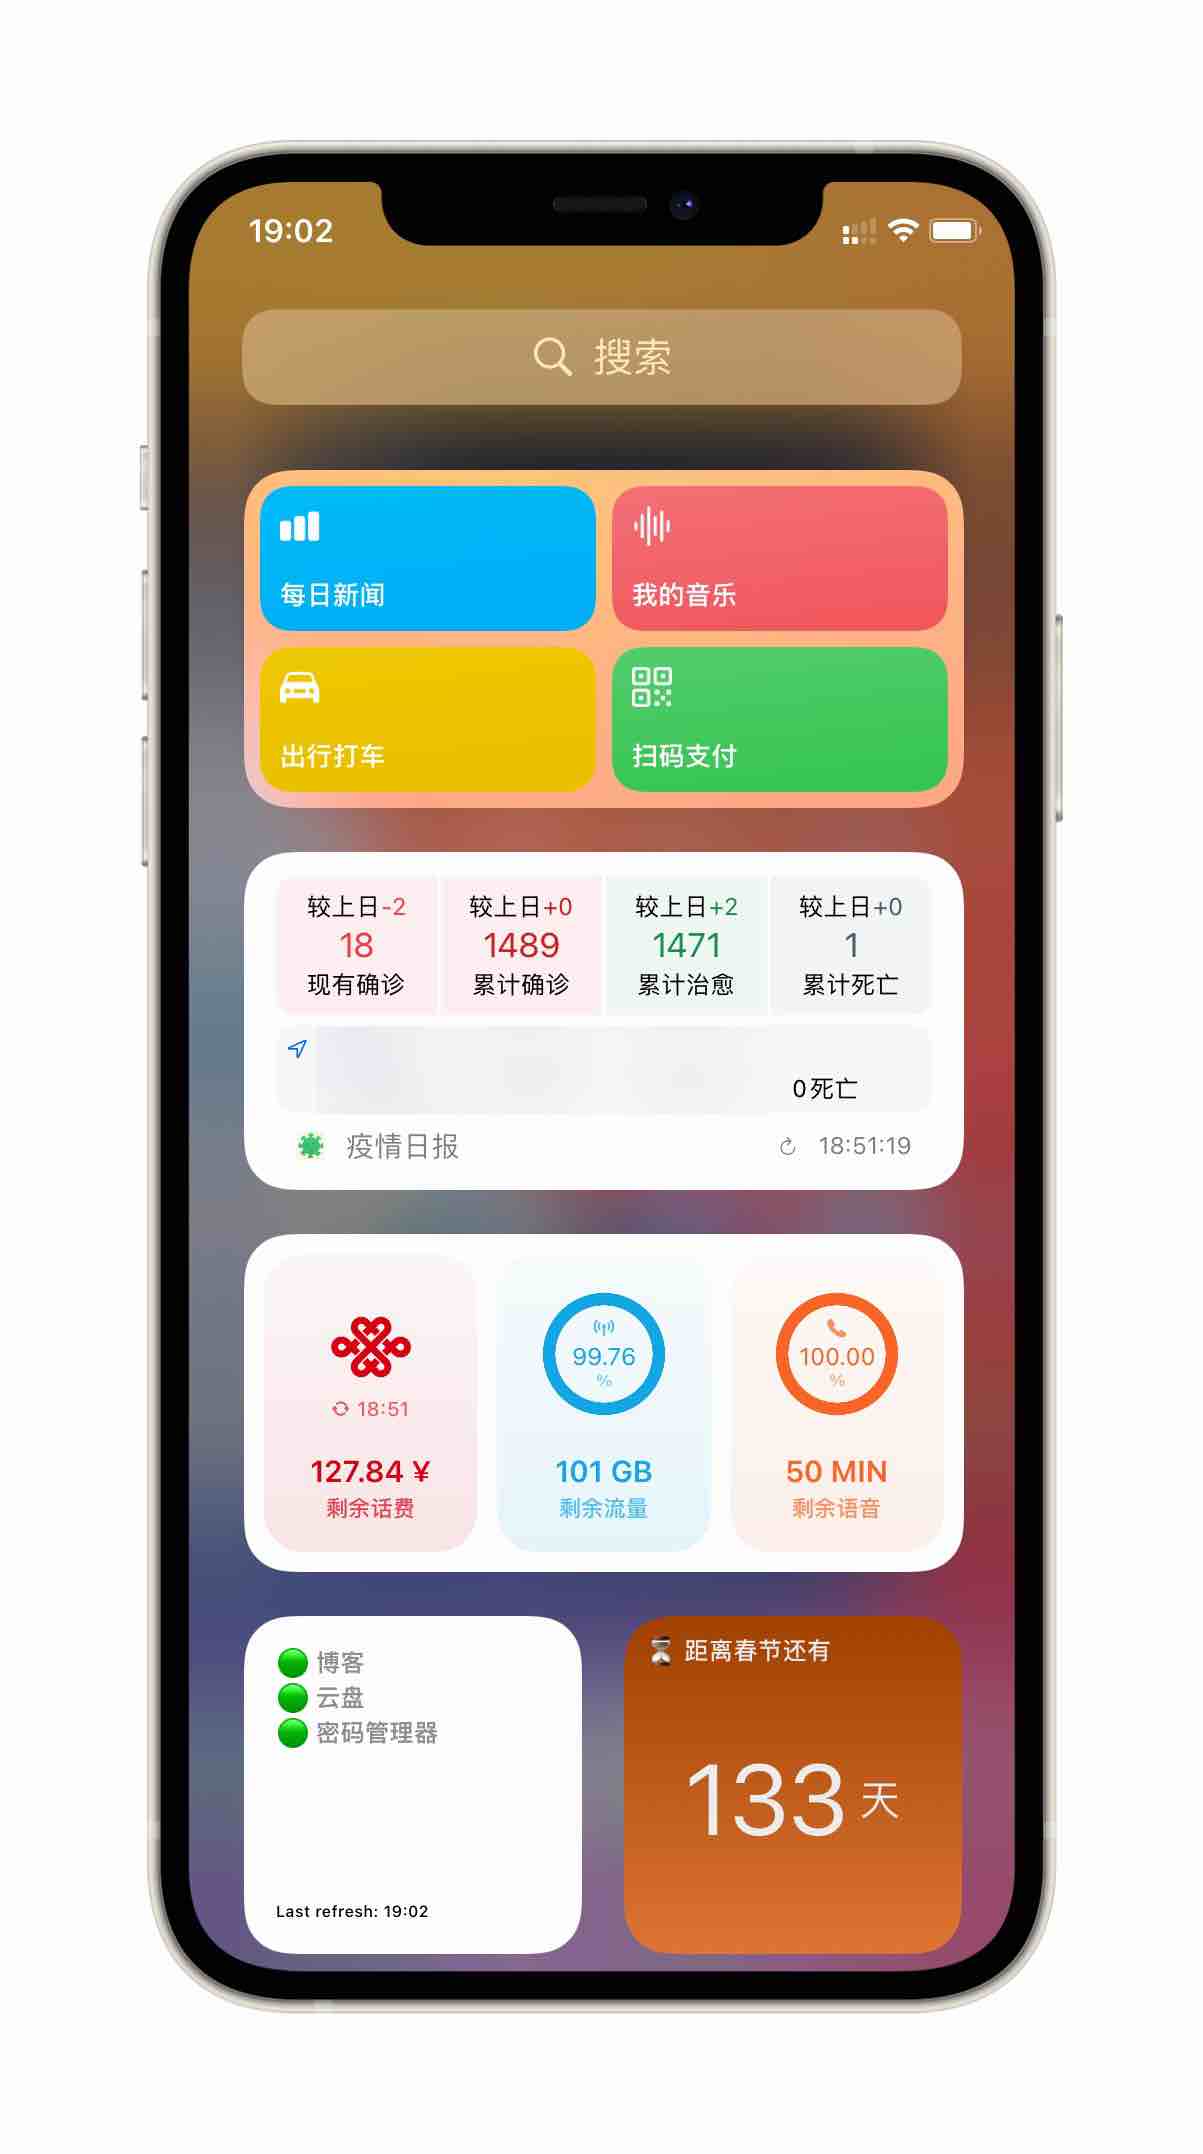 19:02
搜索
每日新闻
我的音乐
出行打车
扫码支付
较上日-2
18
现有确诊
较上日+0
1489
累计确诊
较上日+2
1471
累计治愈
较上日+0
1
累计死亡
0死亡
疫情日报
18:51:19
18:51
127.84 ¥
剩余话费
99.76
%
101 GB
剩余流量
100.00
%
50 MIN
剩余语音
博客
云盘
密码管理器
Last refresh: 19:02
距离春节还有
133 天